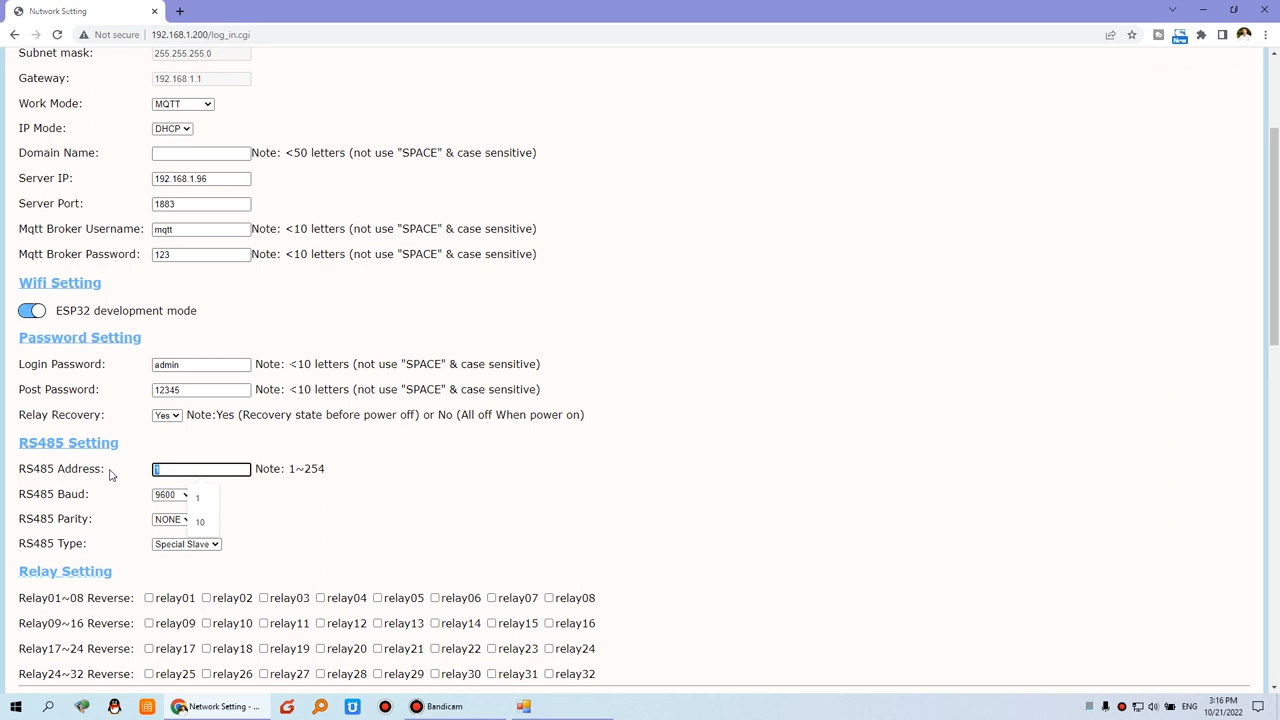 Network Setting
Not secure
192.168.1.200/log_in.cgi
New
Subnet mask: 255.255.255.0
Gateway: 192.168.1.1
Work Mode: MQTT
IP Mode: DHCP
Domain Name: Note: <50 letters (not use "SPACE" & case sensitive)
Server IP: 192.168.1.96
Server Port: 1883
Mqtt Broker Username: mqtt Note: <10 letters (not use "SPACE" & case sensitive)
Mqtt Broker Password: 123 Note: <10 letters (not use "SPACE" & case sensitive)
Wifi Setting
ESP32 development mode
Password Setting
Login Password: admin Note: <10 letters (not use "SPACE" & case sensitive)
Post Password: 12345 Note: <10 letters (not use "SPACE" & case sensitive)
Relay Recovery: Yes Note:Yes (Recovery state before power off) or No (All off When power on)
RS485 Setting
RS485 Address: 1 Note: 1~254
RS485 Baud: 9600
1
10
RS485 Parity: NONE
RS485 Type: Special Slave
Relay Setting
Relay01~08 Reverse: relay01 relay02 relay03 relay04 relay05 relay06 relay07 relay08
Relay09~16 Reverse: relay09 relay10 relay11 relay12 relay13 relay14 relay15 relay16
Relay17~24 Reverse: relay17 relay18 relay19 relay20 relay21 relay22 relay23 relay24
Relay24~32 Reverse: relay25 relay26 relay27 relay28 relay29 relay30 relay31 relay32
Network Setting - ...
Bandicam
ENG
3:16 PM
10/21/2022